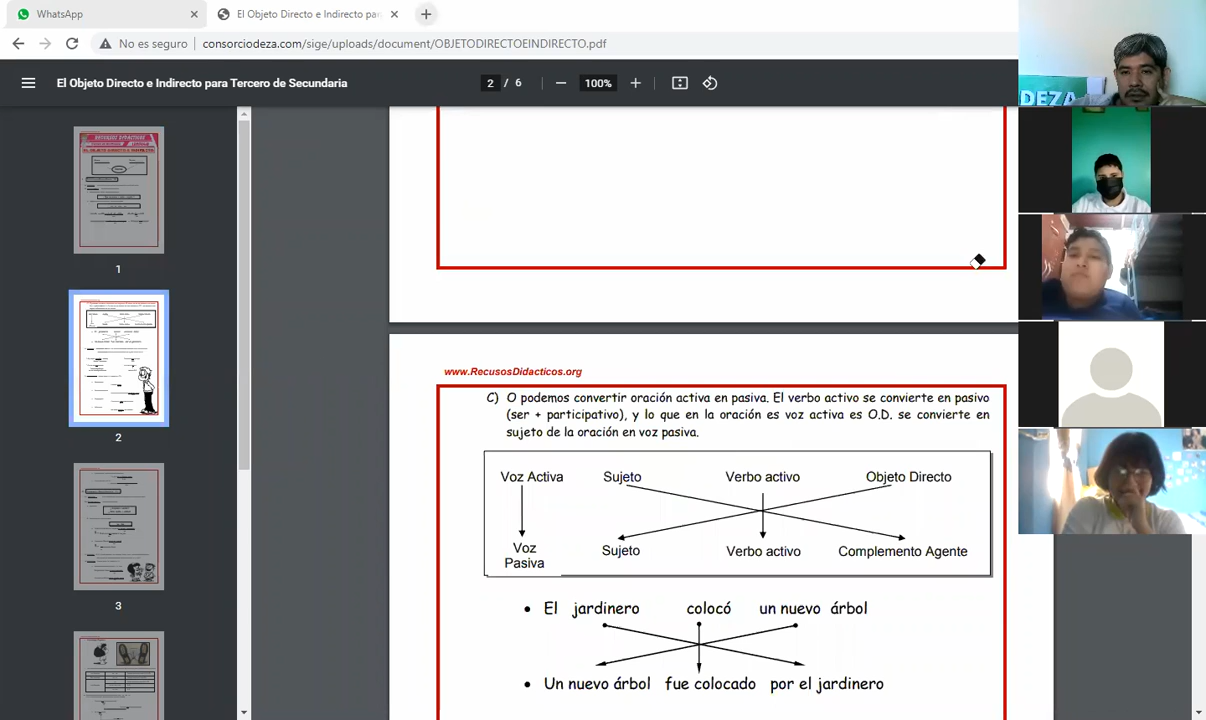 WhatsApp
El Objeto Directo e Indirecto par
No es seguro
consorciodeza.com/sige/uploads/document/OBJETODIRECTOEINDIRECTO.pdf
El Objeto Directo e Indirecto para Tercero de Secundaria
2 / 6
100%
1
2
3
www.RecusosDidacticos.org
C) O podemos convertir oración activa en pasiva. El verbo activo se convierte en pasivo
(ser + participativo), y lo que en la oración es voz activa es O.D. se convierte en
sujeto de la oración en voz pasiva.
Voz Activa Sujeto Verbo activo Objeto Directo
Voz
Pasiva
Sujeto Verbo activo Complemento Agente
• El jardinero colocó un nuevo árbol
• Un nuevo árbol fue colocado por el jardinero
DEZA